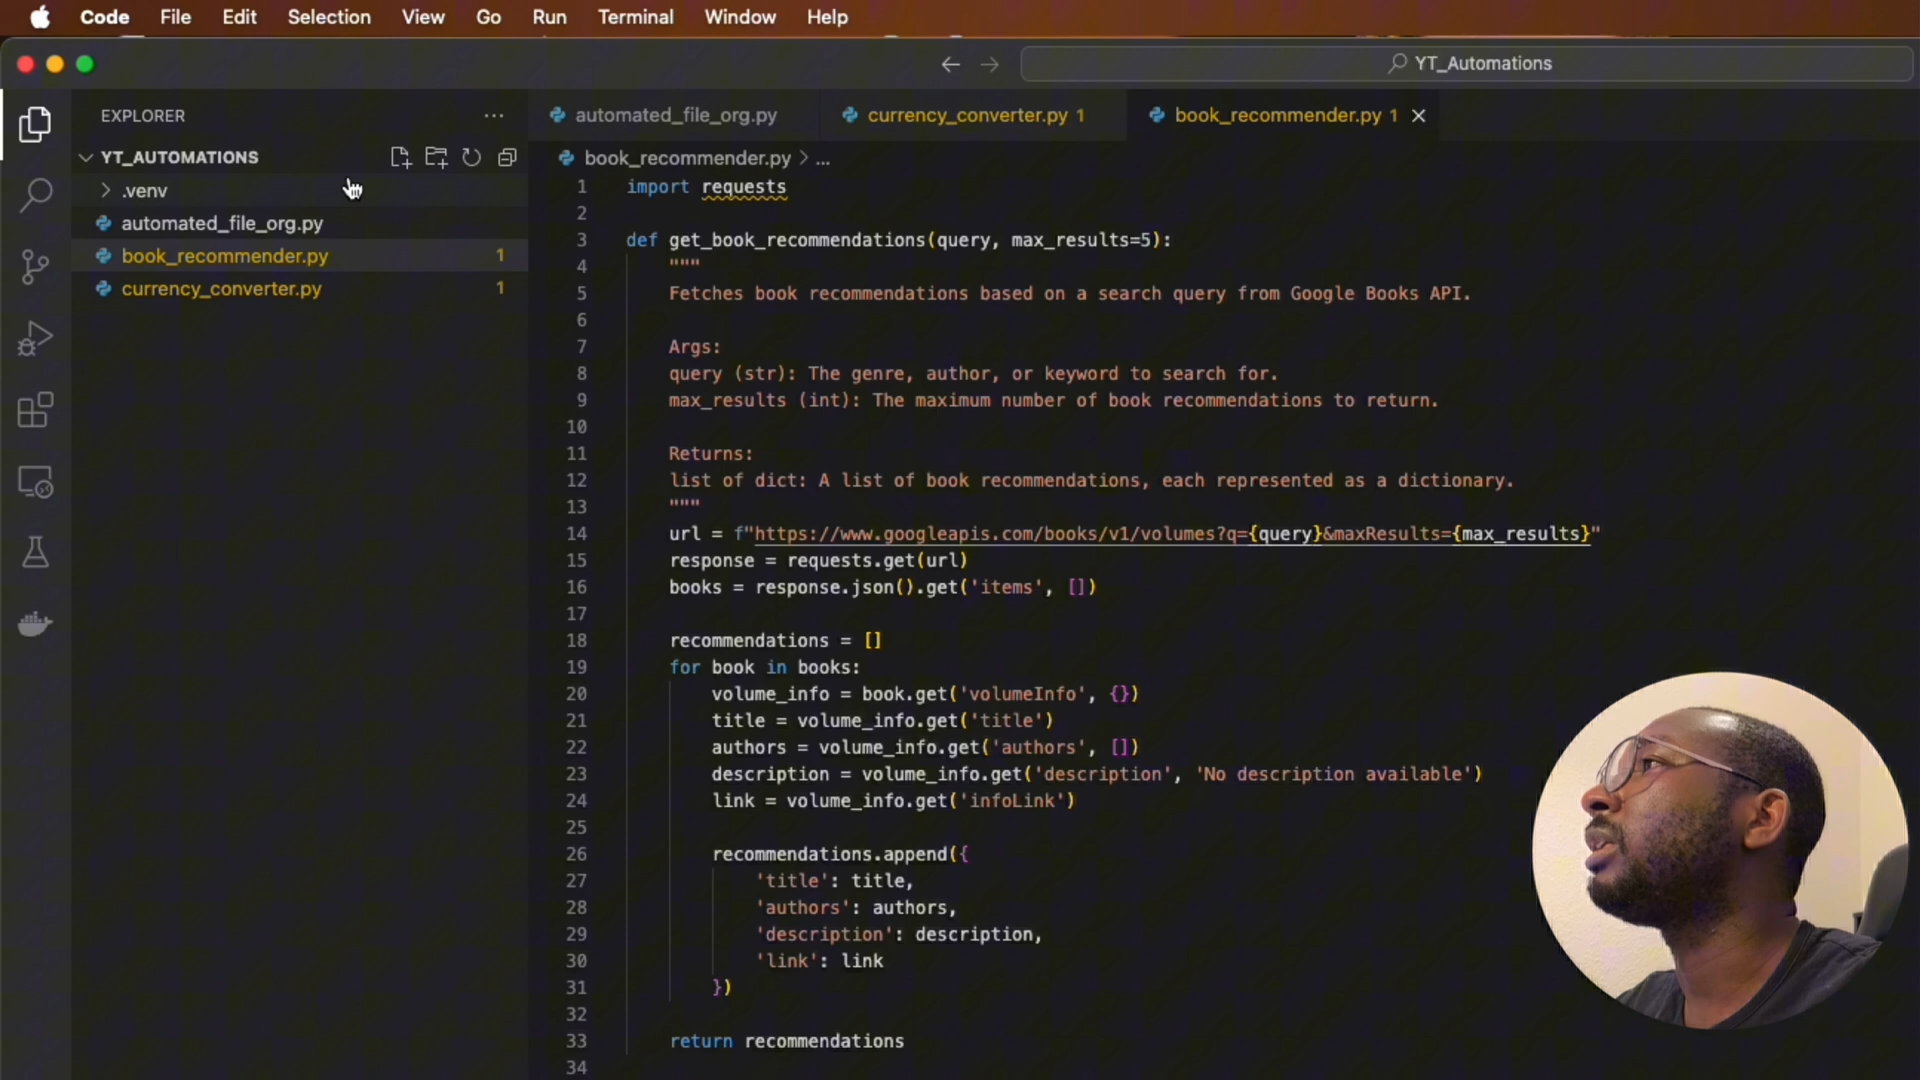 Code File Edit Selection View Go Run Terminal Window Help
YT_Automations
EXPLORER
automated_file_org.py
currency_converter.py 1
book_recommender.py 1
YT_AUTOMATIONS
.venv
automated_file_org.py
book_recommender.py 1
currency_converter.py 1
book_recommender.py > ...
1 import requests
2
3 def get_book_recommendations(query, max_results=5):
4 """
5 Fetches book recommendations based on a search query from Google Books API.
6
7 Args:
8 query (str): The genre, author, or keyword to search for.
9 max_results (int): The maximum number of book recommendations to return.
10
11 Returns:
12 list of dict: A list of book recommendations, each represented as a dictionary.
13 """
14 url = f"https://www.googleapis.com/books/v1/volumes?q={query}&maxResults={max_results}"
15 response = requests.get(url)
16 books = response.json().get('items', [])
17
18 recommendations = []
19 for book in books:
20 volume_info = book.get('volumeInfo', {})
21 title = volume_info.get('title')
22 authors = volume_info.get('authors', [])
23 description = volume_info.get('description', 'No description available')
24 link = volume_info.get('infoLink')
25
26 recommendations.append({
27 'title': title,
28 'authors': authors,
29 'description': description,
30 'link': link
31 })
32
33 return recommendations
34